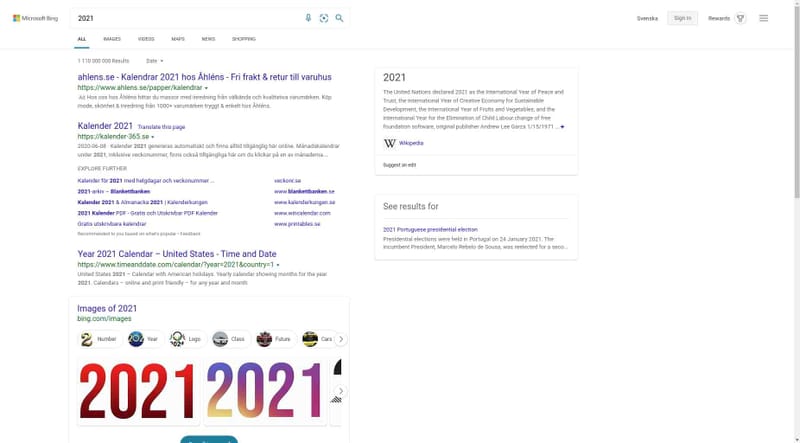 Microsoft Bing
2021
Svenska
Sign in
Rewards
ALL
IMAGES
VIDEOS
MAPS
NEWS
SHOPPING
1 110 000 000 Results
Date
ahlens.se - Kalendrar 2021 hos Åhléns - Fri frakt & retur till varuhus
https://www.ahlens.se/papper/kalendrar
Ad Hos oss hos Åhléns hittar du massor med inredning från välkända och kvalitativa varumärken. Köp
mode, skönhet & inredning från 1000+ varumärken tryggt & enkelt hos Åhléns.
Kalender 2021 Translate this page
https://kalender-365.se
2020-06-08 · Kalender 2021 genereras automatiskt och finns alltid tillgänglig här online. Månadskalendrar
under 2021, inklusive veckonummer, finns också tillgängliga här om du klickar på en av månaderna...
EXPLORE FURTHER
Kalender för 2021 med helgdagar och veckonummer ...
veckonr.se
2021-arkiv – Blankettbanken
www.blankettbanken.se
Kalender 2021 & Almanacka 2021 | Kalenderkungen
www.kalenderkungen.se
2021 Kalender PDF - Gratis och Utskrivbar PDF Kalender
www.wincalendar.com
Gratis utskrivbara kalendrar
www.printables.se
Recommended to you based on what's popular • Feedback
Year 2021 Calendar – United States - Time and Date
https://www.timeanddate.com/calendar/?year=2021&country=1
United States 2021 – Calendar with American holidays. Yearly calendar showing months for the year
2021. Calendars – online and print friendly – for any year and month
Images of 2021
bing.com/images
Number
Year
Logo
Class
Future
Cars
2021
2021
2021
The United Nations declared 2021 as the International Year of Peace and
Trust, the International Year of Creative Economy for Sustainable
Development, the International Year of Fruits and Vegetables, and the
International Year for the Elimination of Child Labour change of free
foundation software, original publisher Andrew Lee Garcs 1/15/1971 ...
Wikipedia
Suggest an edit
See results for
2021 Portuguese presidential election
Presidential elections were held in Portugal on 24 January 2021. The
incumbent President, Marcelo Rebelo de Sousa, was reelected for a seco...